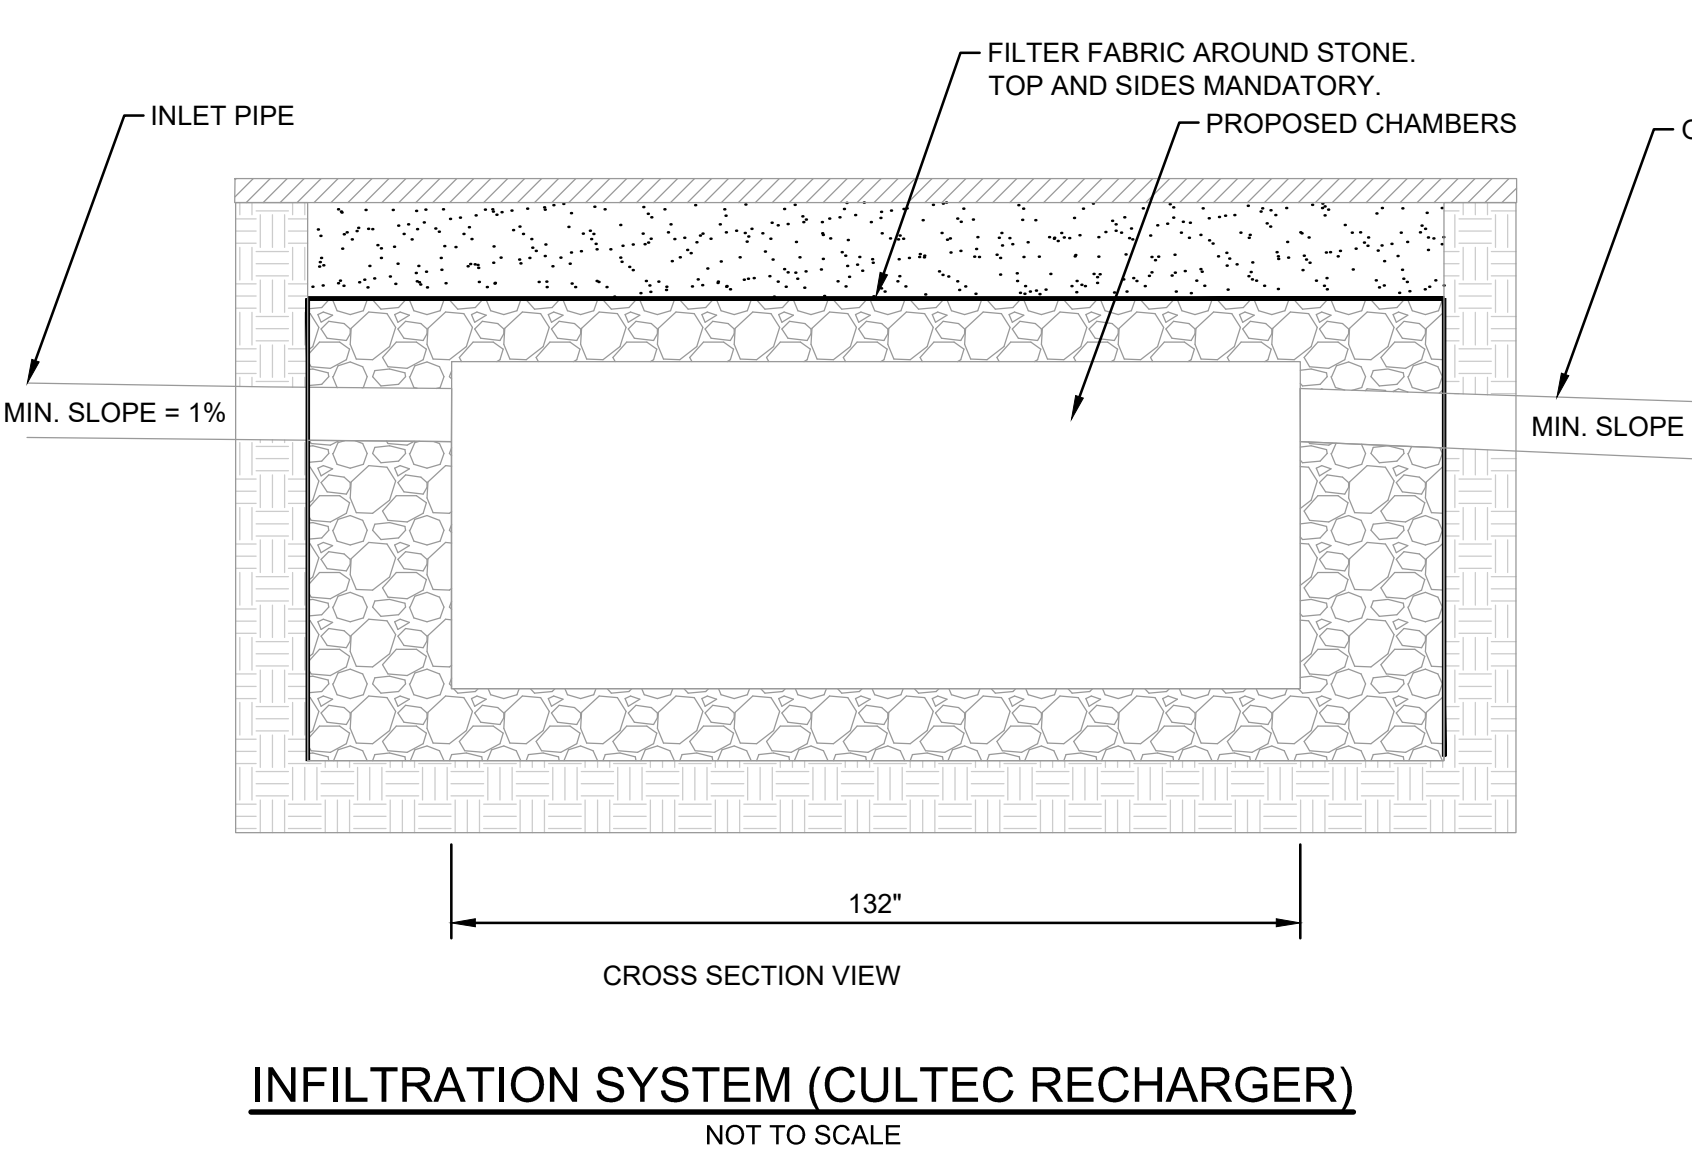 FILTER FABRIC AROUND STONE.
TOP AND SIDES MANDATORY.
INLET PIPE
PROPOSED CHAMBERS
MIN. SLOPE = 1%
MIN. SLOPE
132"
CROSS SECTION VIEW
INFILTRATION SYSTEM (CULTEC RECHARGER)
NOT TO SCALE